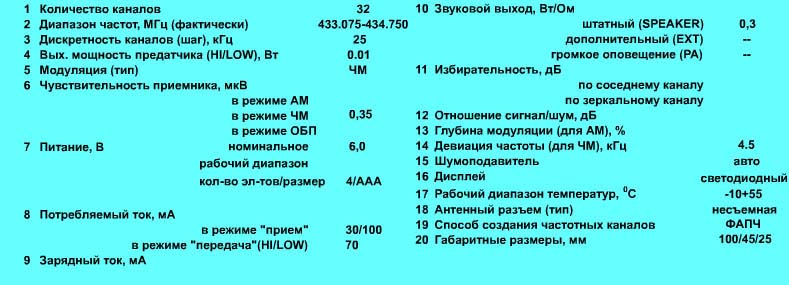 1 Количество каналов 32
2 Диапазон частот, МГц (фактически) 433.075-434.750
3 Дискретность каналов (шаг), кГц 25
4 Вых. мощность предатчика (HI/LOW), Вт 0.01
5 Модуляция (тип) ЧМ
6 Чувствительность приемника, мкВ
в режиме АМ
в режиме ЧМ 0,35
в режиме ОБП
7 Питание, В номинальное 6,0
рабочий диапазон
кол-во эл-тов/размер 4/ААА
8 Потребляемый ток, мА
в режиме "прием" 30/100
в режиме "передача"(HI/LOW) 70
9 Зарядный ток, мА
10 Звуковой выход, Вт/Ом
штатный (SPEAKER) 0,3
дополнительный (EXT) --
громкое оповещение (PA) --
11 Избирательность, дБ
по соседнему каналу
по зеркальному каналу
12 Отношение сигнал/шум, дБ
13 Глубина модуляции (для АМ), %
14 Девиация частоты (для ЧМ), кГц 4.5
15 Шумоподавитель авто
16 Дисплей светодиодный
17 Рабочий диапазон температур, ⁰С -10+55
18 Антенный разъем (тип) несъемная
19 Способ создания частотных каналов ФАПЧ
20 Габаритные размеры, мм 100/45/25